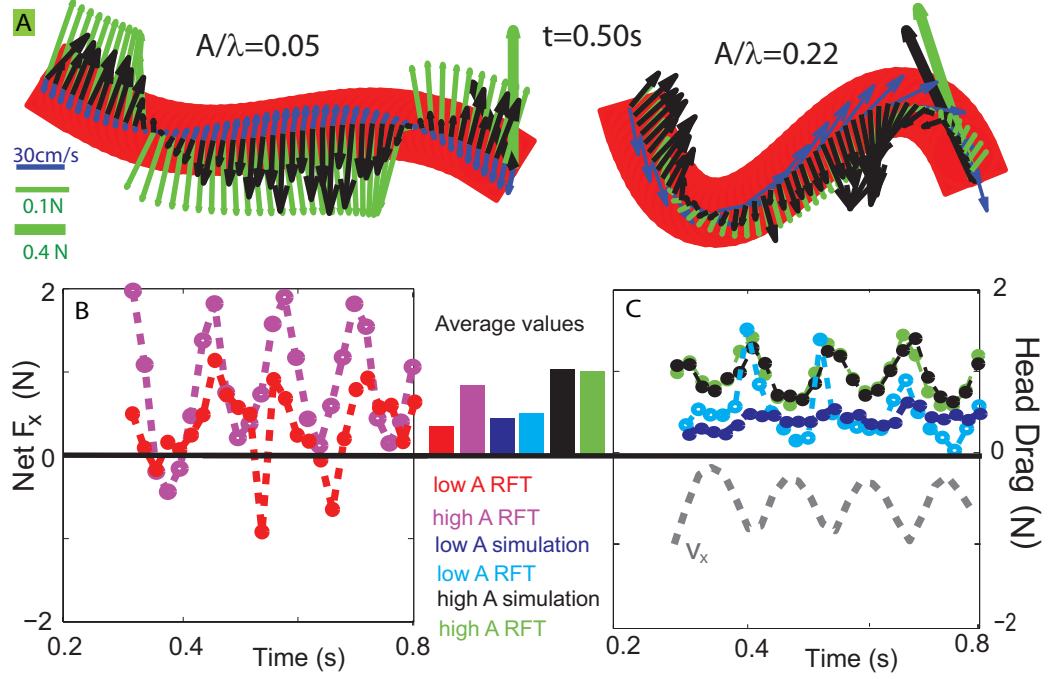 A
A/λ=0.05
t=0.50s
A/λ=0.22
30cm/s
0.1N
0.4 N
B
Net F_x (N)
2
0
−2
0.2
0.4
0.8
Time (s)
Average values
low A RFT
high A RFT
low A simulation
low A RFT
high A simulation
high A RFT
C
v_x
2
0
−2
Head Drag (N)
0.2
0.4
0.8
Time (s)